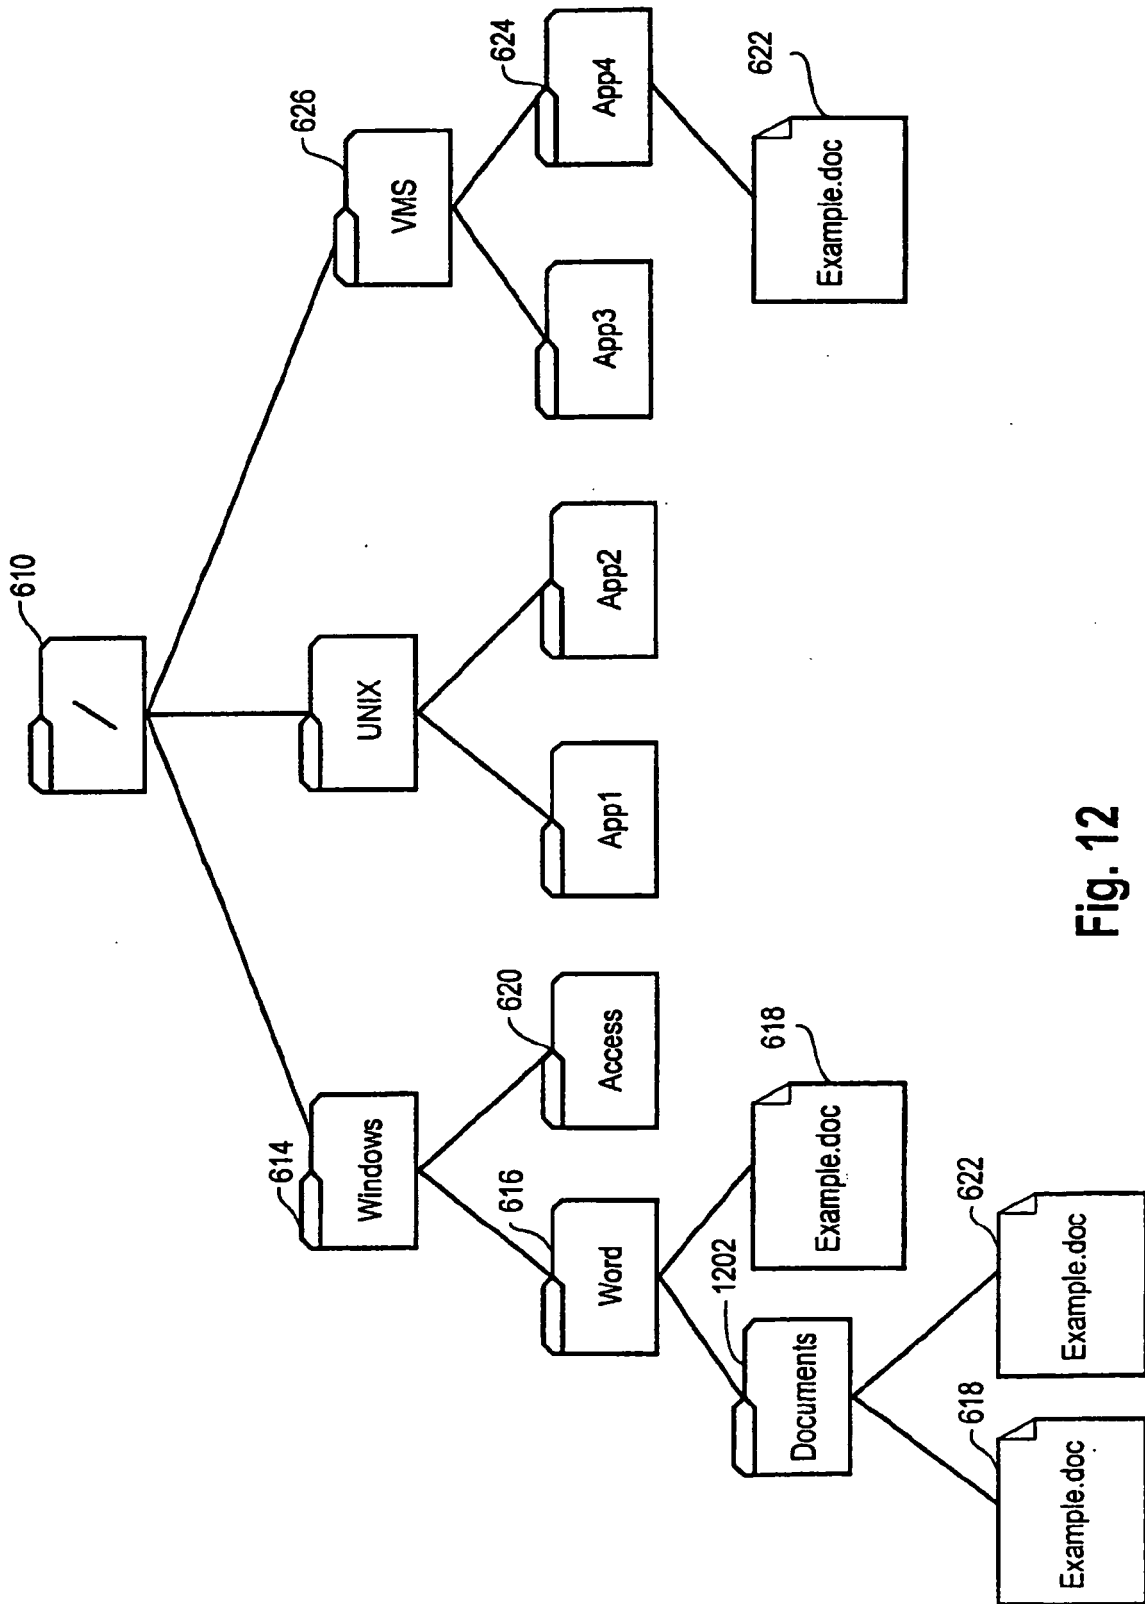 610
/
614
Windows
UNIX
626
VMS
616
Word
620
Access
App1
App2
App3
624
App4
1202
Documents
618
Example.doc
622
Example.doc
618
Example.doc
622
Example.doc
Fig. 12